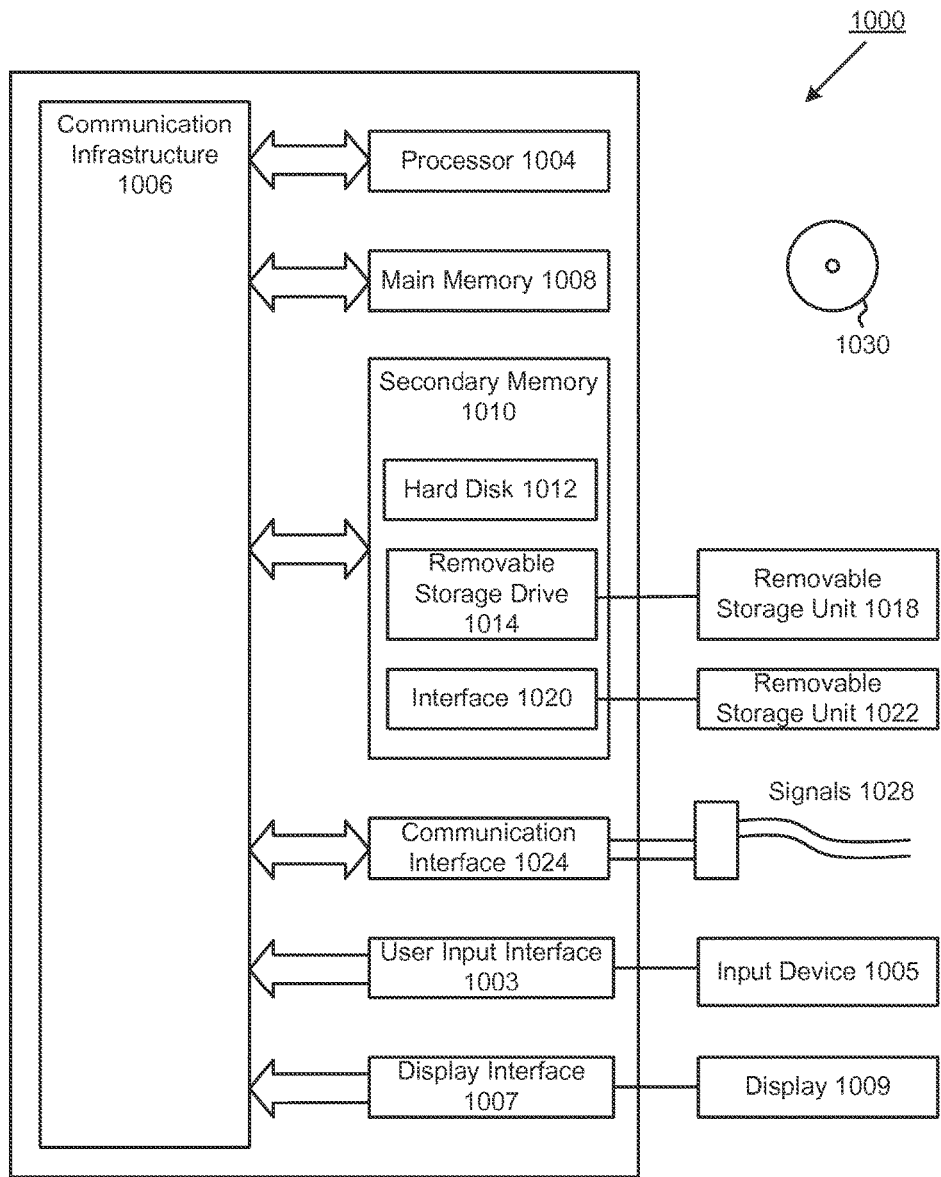 1000
Communication
Infrastructure
1006
Processor 1004
Main Memory 1008
1030
Secondary Memory
1010
Hard Disk 1012
Removable
Storage Drive
1014
Removable
Storage Unit 1018
Interface 1020
Removable
Storage Unit 1022
Signals 1028
Communication
Interface 1024
User Input Interface
1003
Input Device 1005
Display Interface
1007
Display 1009